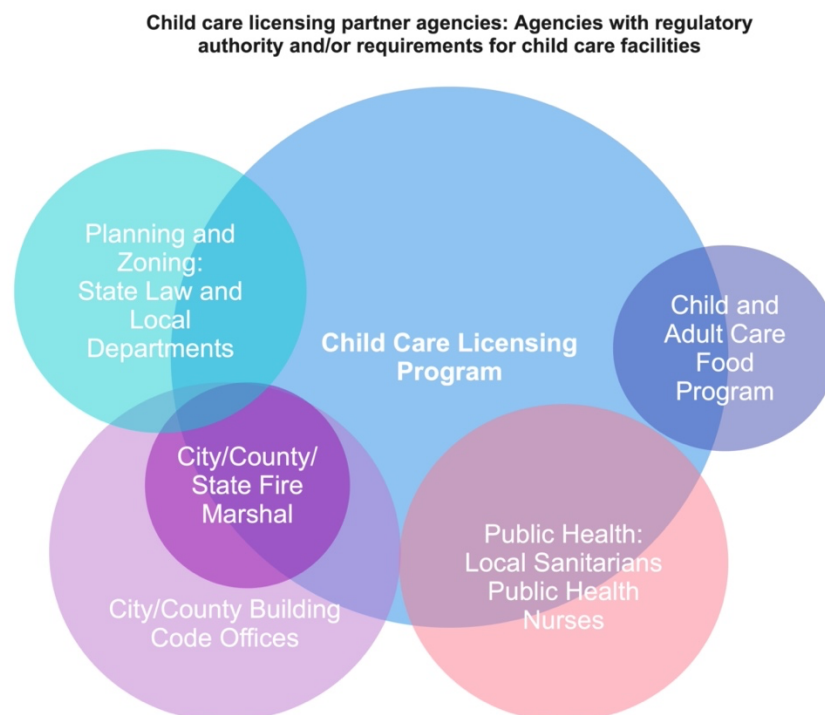 Child care licensing partner agencies: Agencies with regulatory
authority and/or requirements for child care facilities
Planning and
Zoning:
State Law and
Local
Departments
Child Care Licensing
Program
Child and
Adult Care
Food
Program
City/County/
State Fire
Marshal
City/County Building
Code Offices
Public Health:
Local Sanitarians
Public Health
Nurses